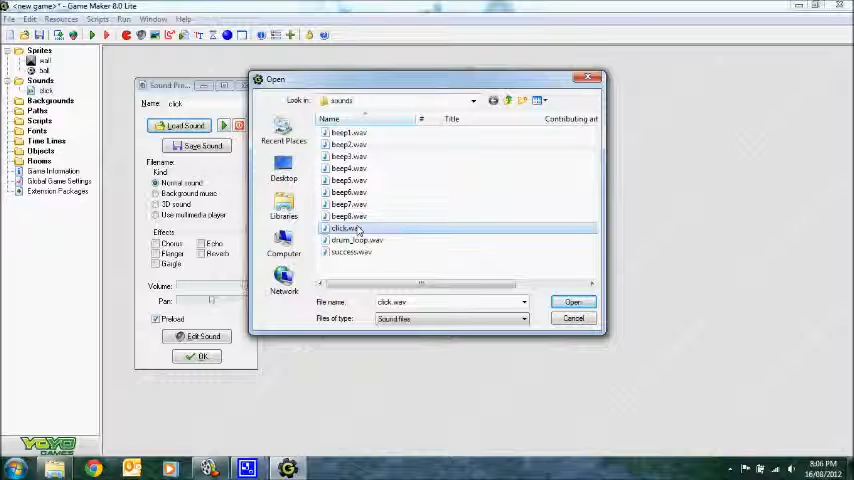 <new game>* - Game Maker 8.0 Lite
File Edit Resources Scripts Run Window Help
Sprites
wall
ball
Sounds
click
Backgrounds
Paths
Scripts
Fonts
Time Lines
Objects
Rooms
Game Information
Global Game Settings
Extension Packages
YOYO
GAMES
Sound Pro...
Name: click
Load Sound
Save Sound
Filename:
Kind
Normal sound
Background music
3D sound
Use multimedia player
Effects
Chorus Echo
Flanger Reverb
Gargle
Volume:
Pan:
Preload
Edit Sound
OK
Open
Look in: sounds
Recent Places
Desktop
Libraries
Computer
Network
Name # Title Contributing art
beep1.wav
beep2.wav
beep3.wav
beep4.wav
beep5.wav
beep6.wav
beep7.wav
beep8.wav
click.wav
drum_loop.wav
success.wav
File name: click.wav Open
Files of type: Sound files Cancel
8:06 PM
16/08/2012